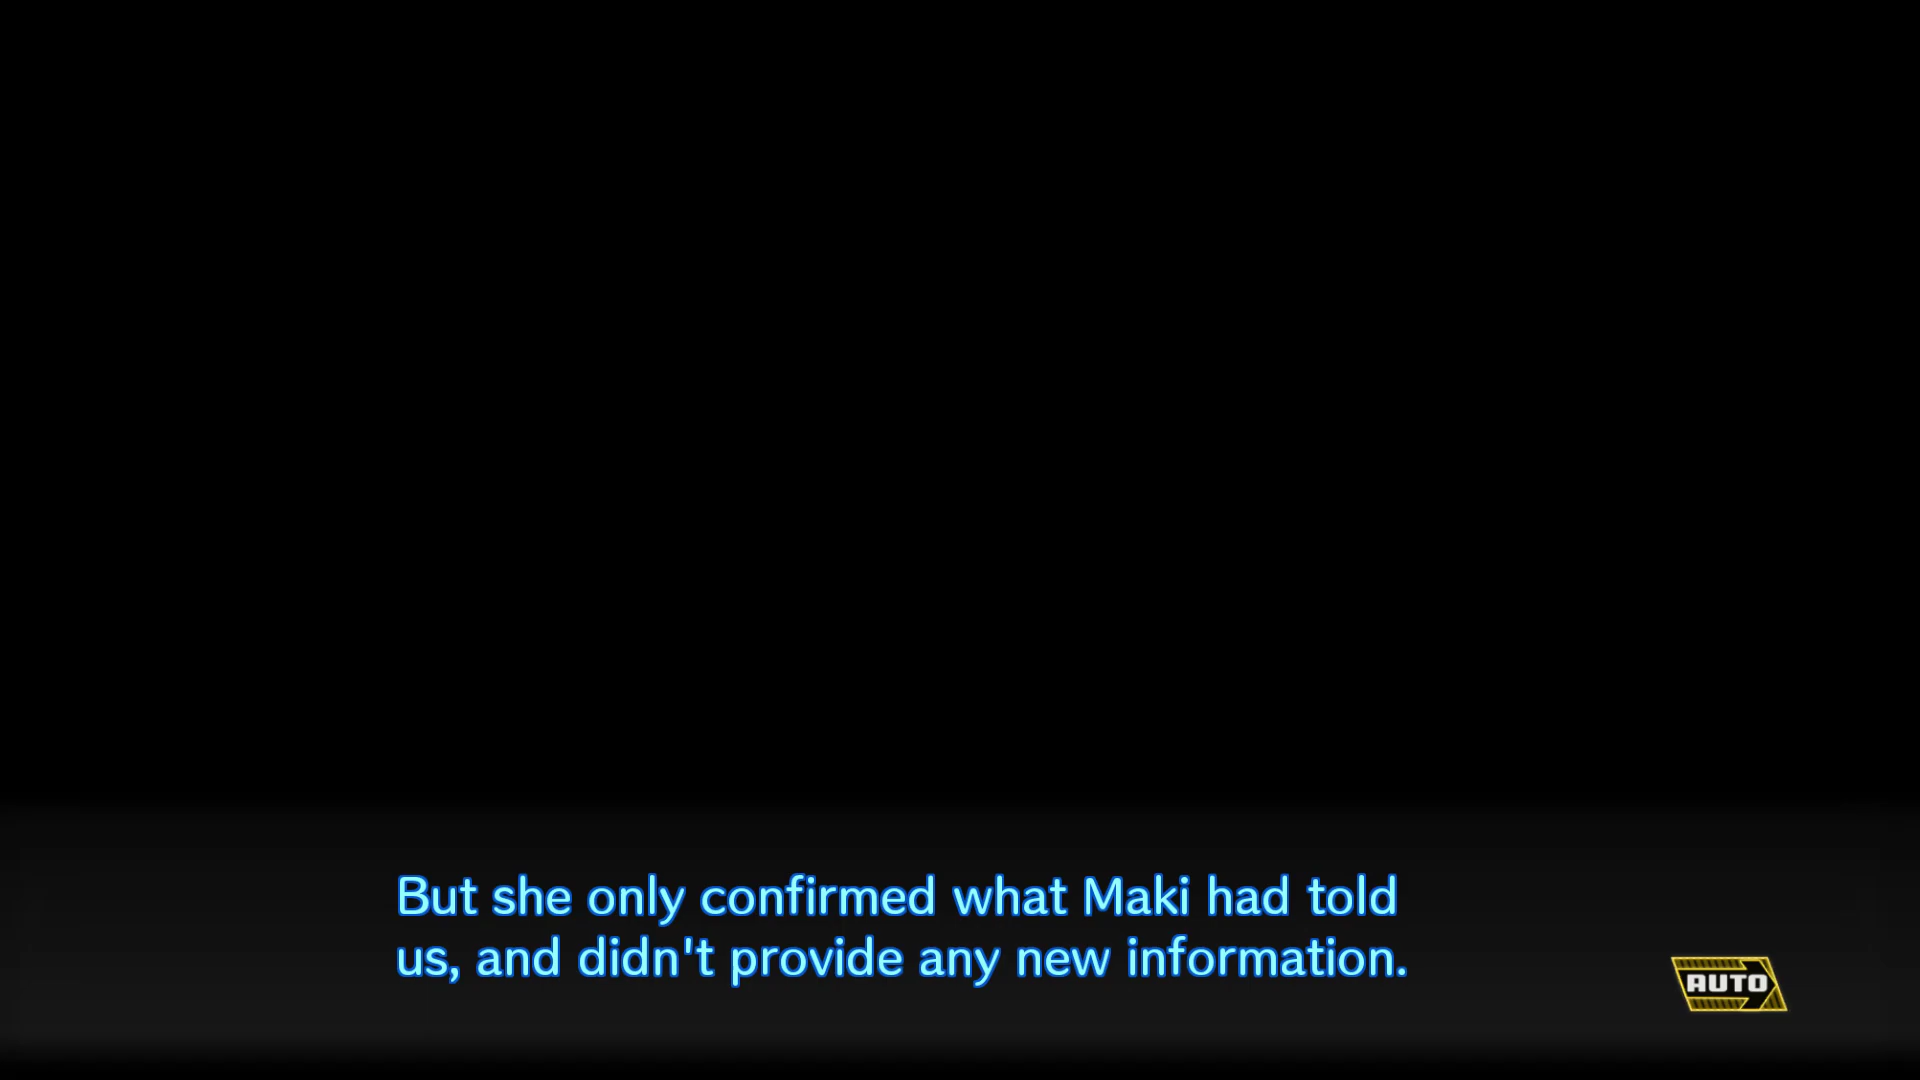 But she only confirmed what Maki had told
us, and didn't provide any new information.
AUTO